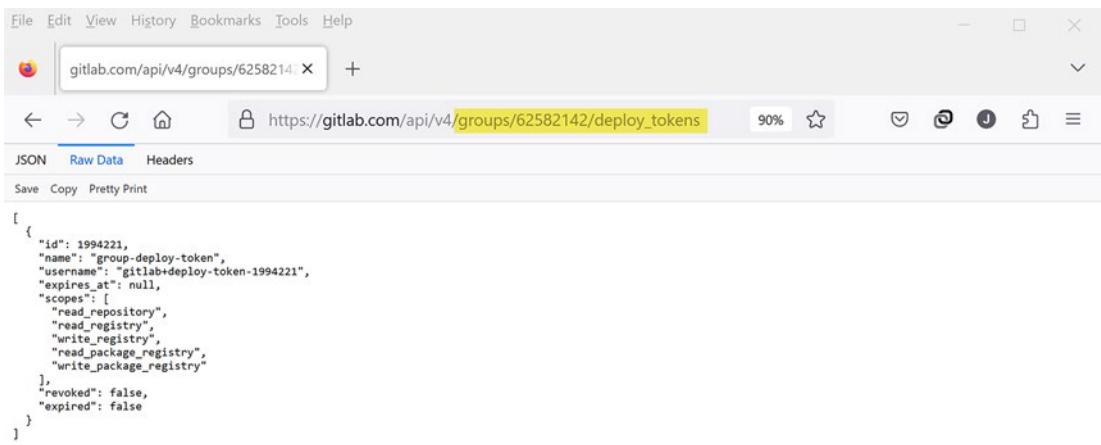 File Edit View History Bookmarks Tools Help
gitlab.com/api/v4/groups/6258214
https://gitlab.com/api/v4/groups/62582142/deploy_tokens 90%
JSON Raw Data Headers
Save Copy Pretty Print
[
{
"id": 1994221,
"name": "group-deploy-token",
"username": "gitlab+deploy-token-1994221",
"expires_at": null,
"scopes": [
"read_repository",
"read_registry",
"write_registry",
"read_package_registry",
"write_package_registry"
],
"revoked": false,
"expired": false
}
]